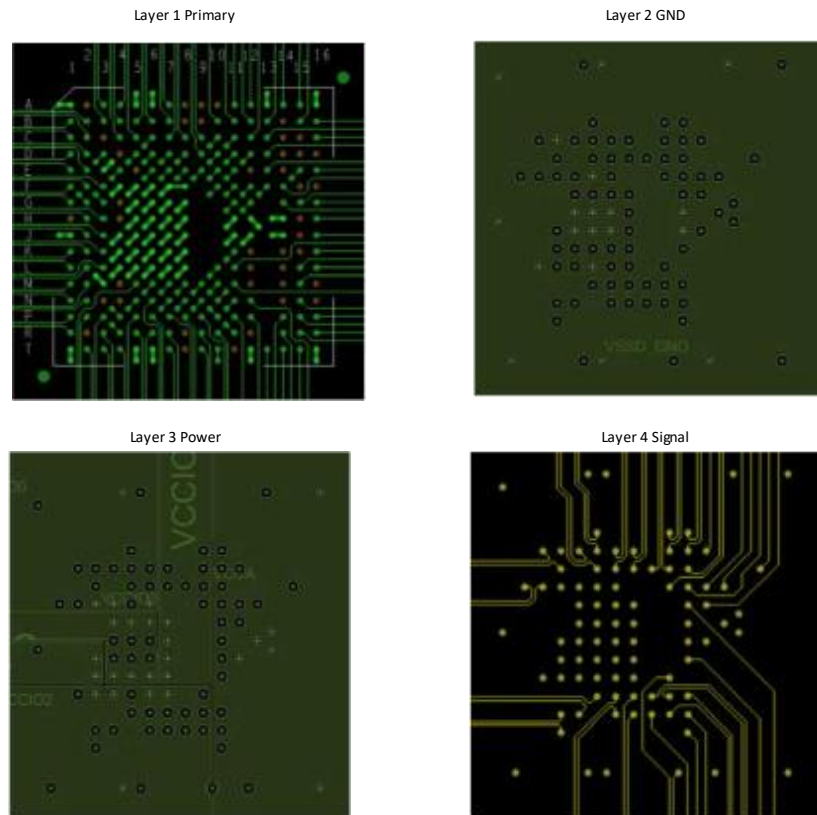 Layer 1 Primary
Layer 2 GND
2 4 6 8 10 12 14 16
1 3 5 7 9 11 13 15
A
B
C
D
E
F
G
H
J
K
L
M
N
P
R
T
VSSD GND
Layer 3 Power
Layer 4 Signal
VCCIO
VCCIO2